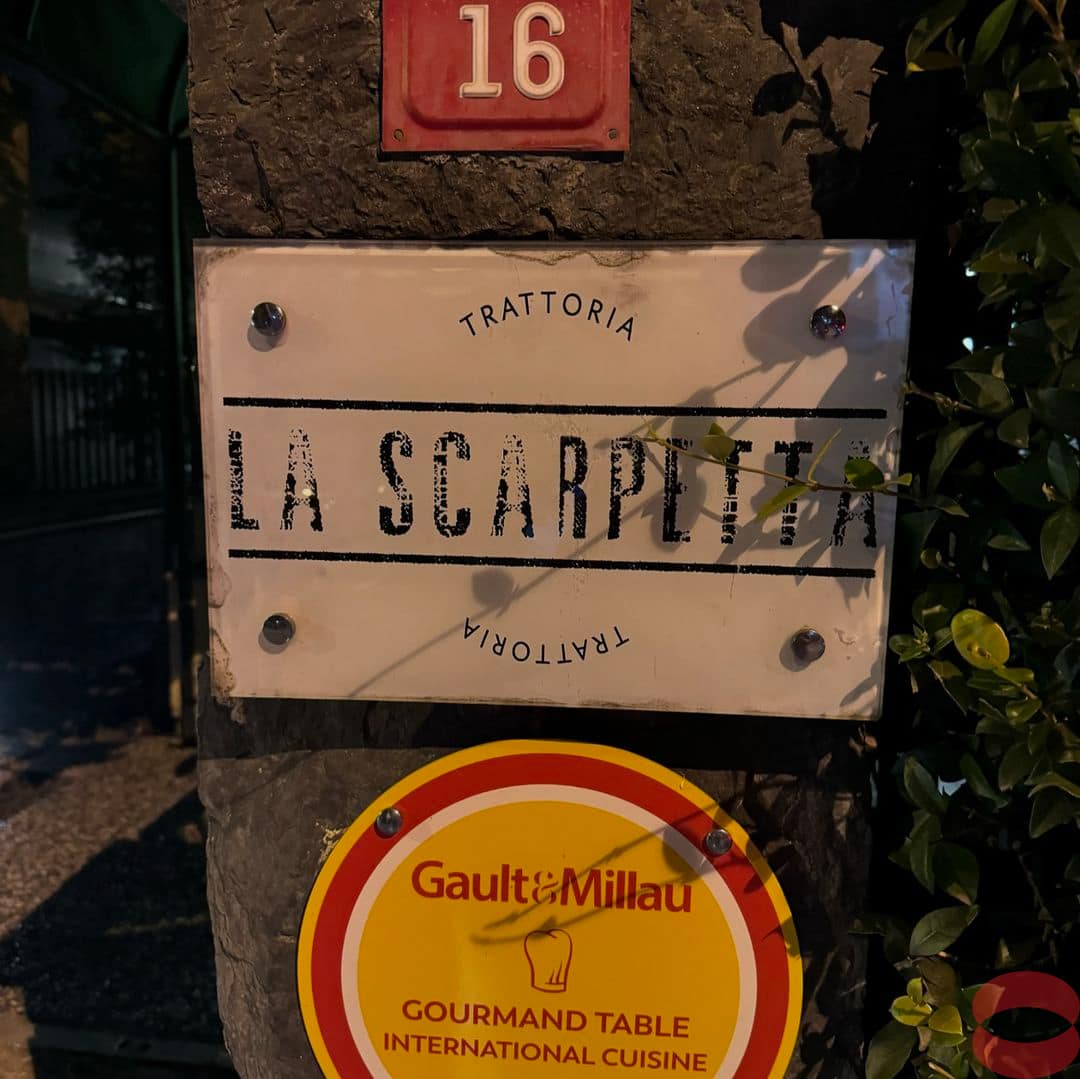 16
TRATTORIA
LA SCARPETTA
TRATTORIA
Gault&Millau
GOURMAND TABLE
INTERNATIONAL CUISINE